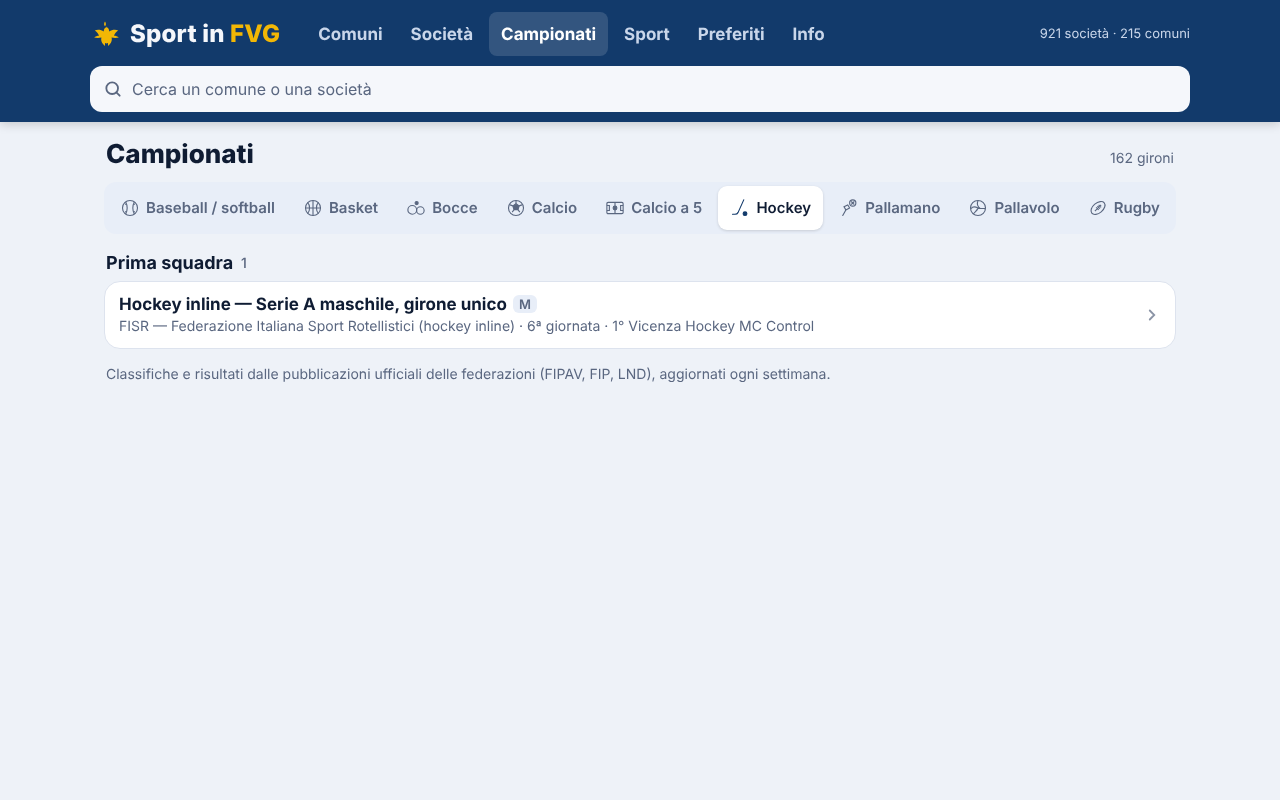 Sport in FVG Comuni Società Campionati Sport Preferiti Info 921 società · 215 comuni
Cerca un comune o una società
Campionati 162 gironi
Baseball / softball Basket Bocce Calcio Calcio a 5 Hockey Pallamano Pallavolo Rugby
Prima squadra 1
Hockey inline — Serie A maschile, girone unico M
FISR — Federazione Italiana Sport Rotellistici (hockey inline) · 6ª giornata · 1° Vicenza Hockey MC Control
Classifiche e risultati dalle pubblicazioni ufficiali delle federazioni (FIPAV, FIP, LND), aggiornati ogni settimana.